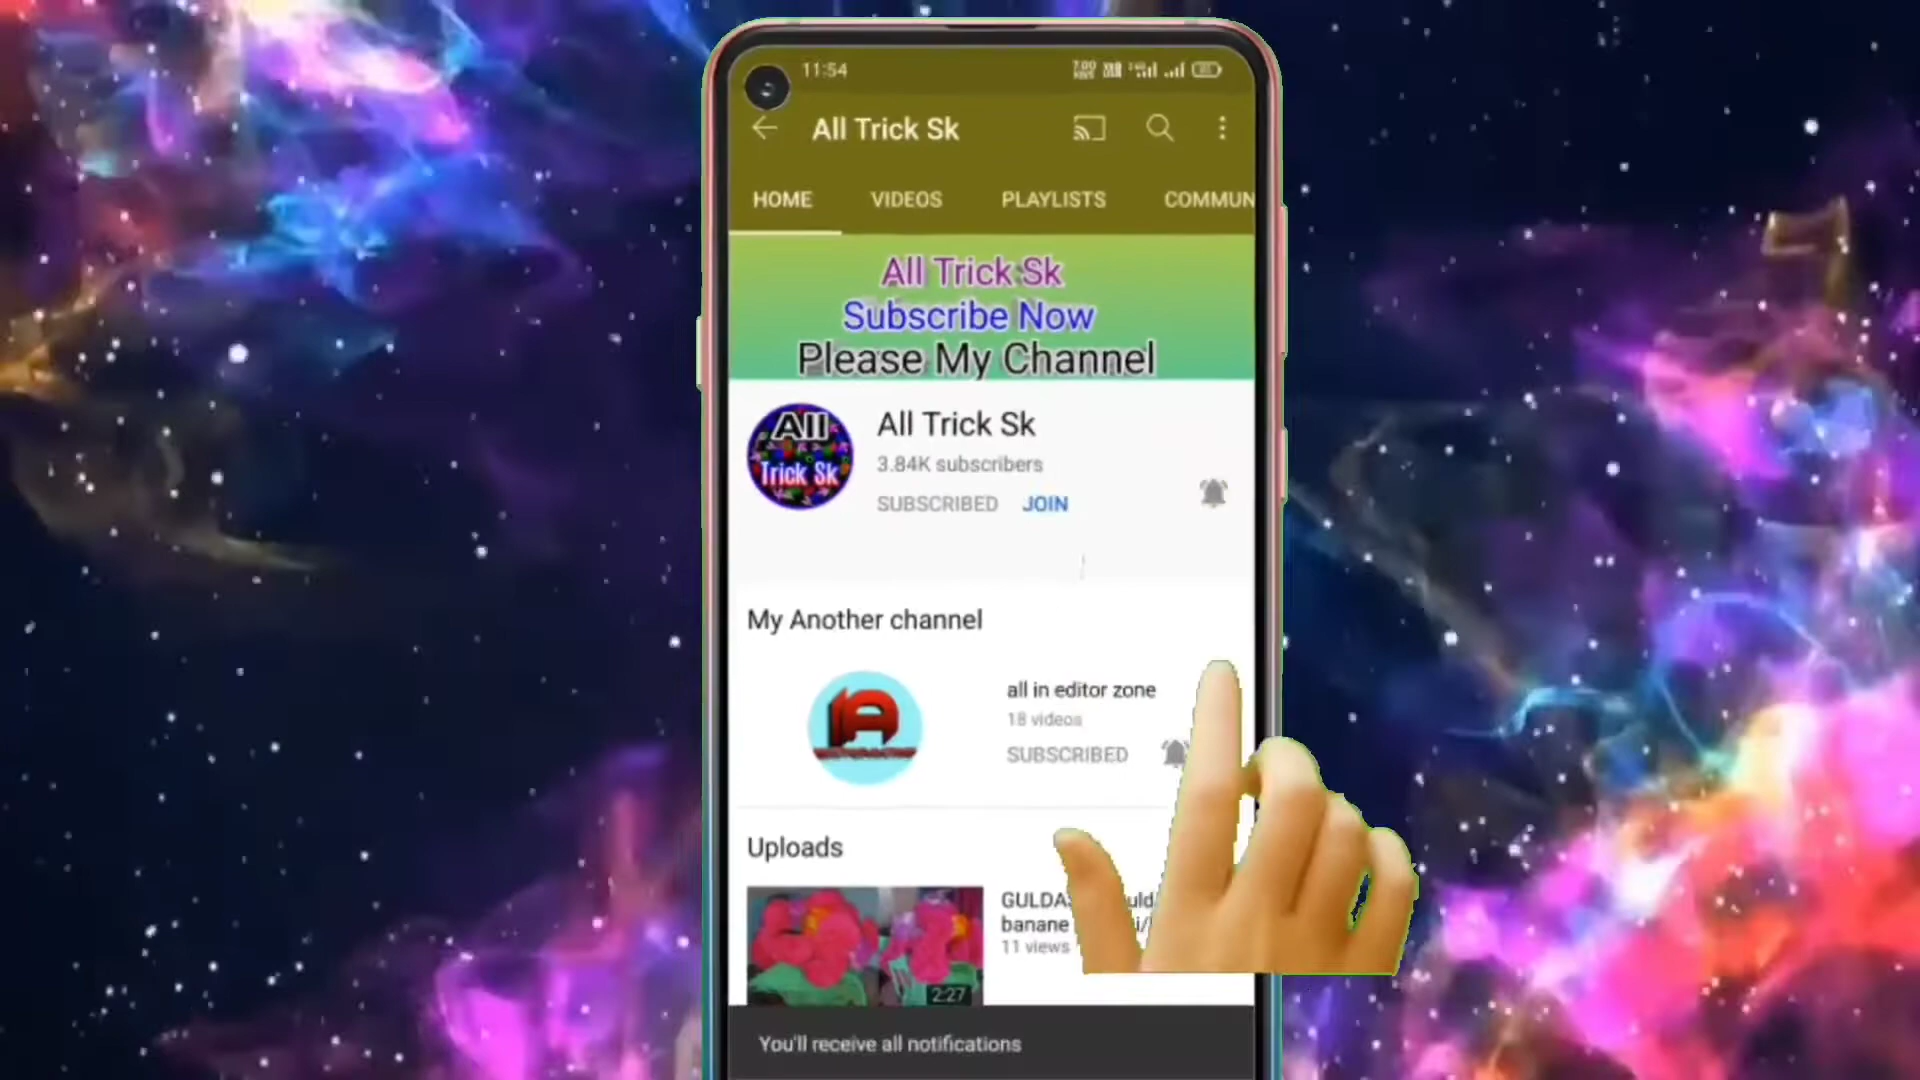 11:54
All Trick Sk
HOME VIDEOS PLAYLISTS COMMUN
All Trick Sk
Subscribe Now
Please My Channel
All
Trick Sk
All Trick Sk
3.84K subscribers
SUBSCRIBED JOIN
My Another channel
all in editor zone
18 videos
SUBSCRIBED
Uploads
banane
11 views
2:27
You'll receive all notifications